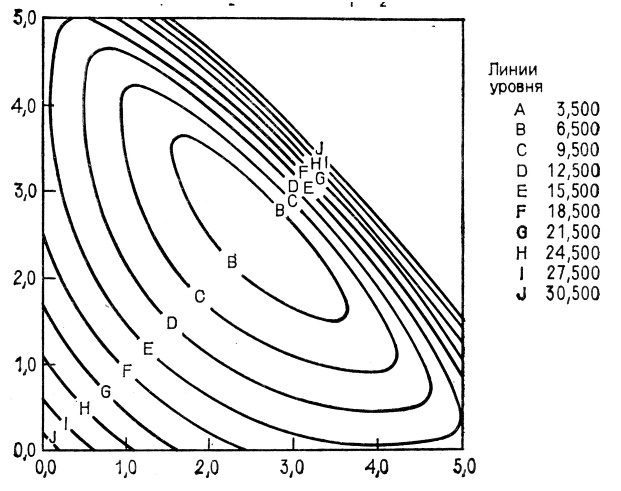 5,0
4,0
3,0
2,0
1,0
0,0
0,0 1,0 2,0 3,0 4,0 5,0
J
H I
F G
D E
C
B
B
C
D
E
F
G
H
I
J
Линии
уровня
A 3,500
B 6,500
C 9,500
D 12,500
E 15,500
F 18,500
G 21,500
H 24,500
I 27,500
J 30,500